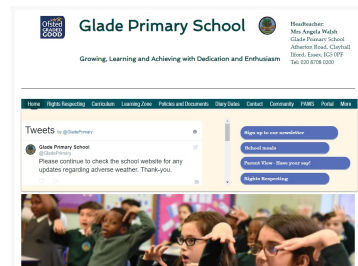 Ofsted
GRADED
GOOD
Glade Primary School
Growing, Learning and Achieving with Dedication and Enthusiasm
Headteacher:
Mrs Angela Walsh
Glade Primary School
Atherton Road, Clayhall
Ilford, Essex, IG5 0PF
Tel: 020 8708 0200
Home Rights Respecting Curriculum Learning Zone Policies and Documents Diary Dates Contact Community PAWS Portal More
Tweets by @GladePrimary
Glade Primary School
@GladePrimary
Please continue to check the school website for any
updates regarding adverse weather. Thank-you.
Sign up to our newsletter
School meals
Parent View - Have your say!
Rights Respecting